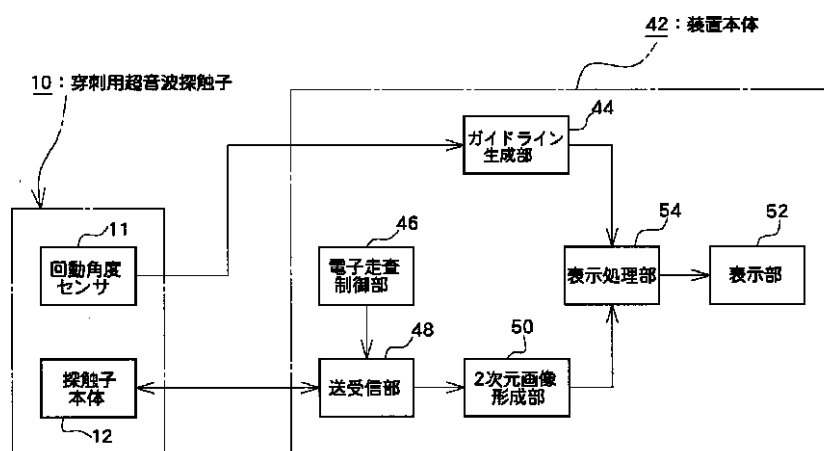 42：装置本体
10：穿刺用超音波探触子
44
ガイドライン
生成部
11
回動角度
センサ
46
電子走査
制御部
54
表示処理部
52
表示部
探触子
本体
12
48
送受信部
50
2次元画像
形成部